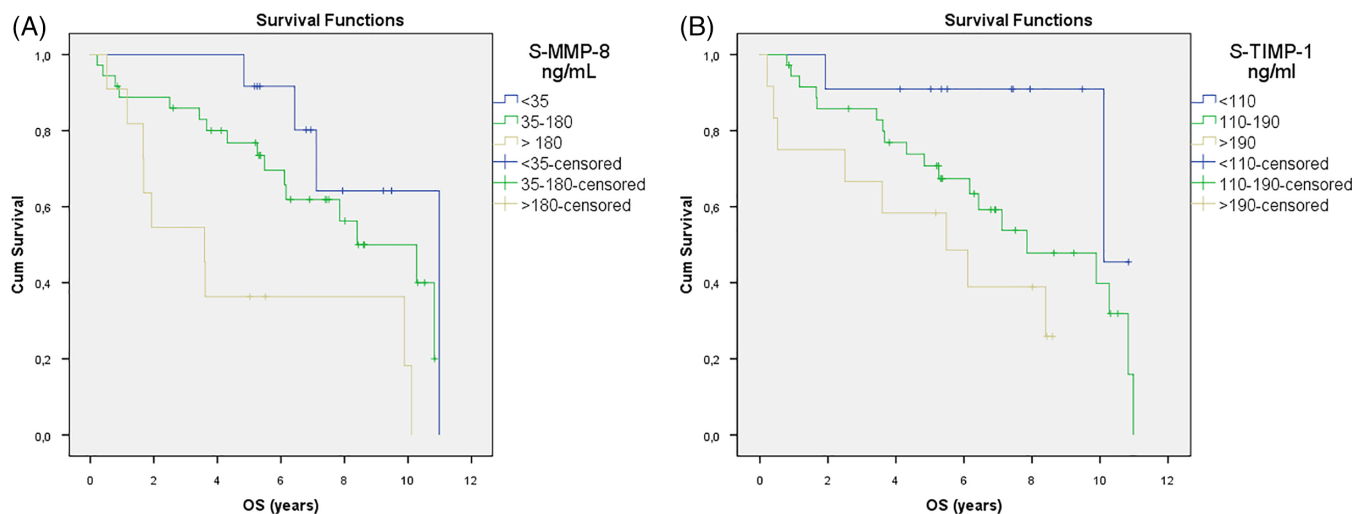 (A)
Survival Functions
S-MMP-8
ng/mL
<35
35-180
> 180
<35-censored
35-180-censored
>180-censored
Cum Survival
1,0
0,8
0,6
0,4
0,2
0,0
0 2 4 6 8 10 12
OS (years)
(B)
Survival Functions
S-TIMP-1
ng/ml
<110
110-190
>190
<110-censored
110-190-censored
>190-censored
Cum Survival
1,0
0,8
0,6
0,4
0,2
0,0
0 2 4 6 8 10 12
OS (years)